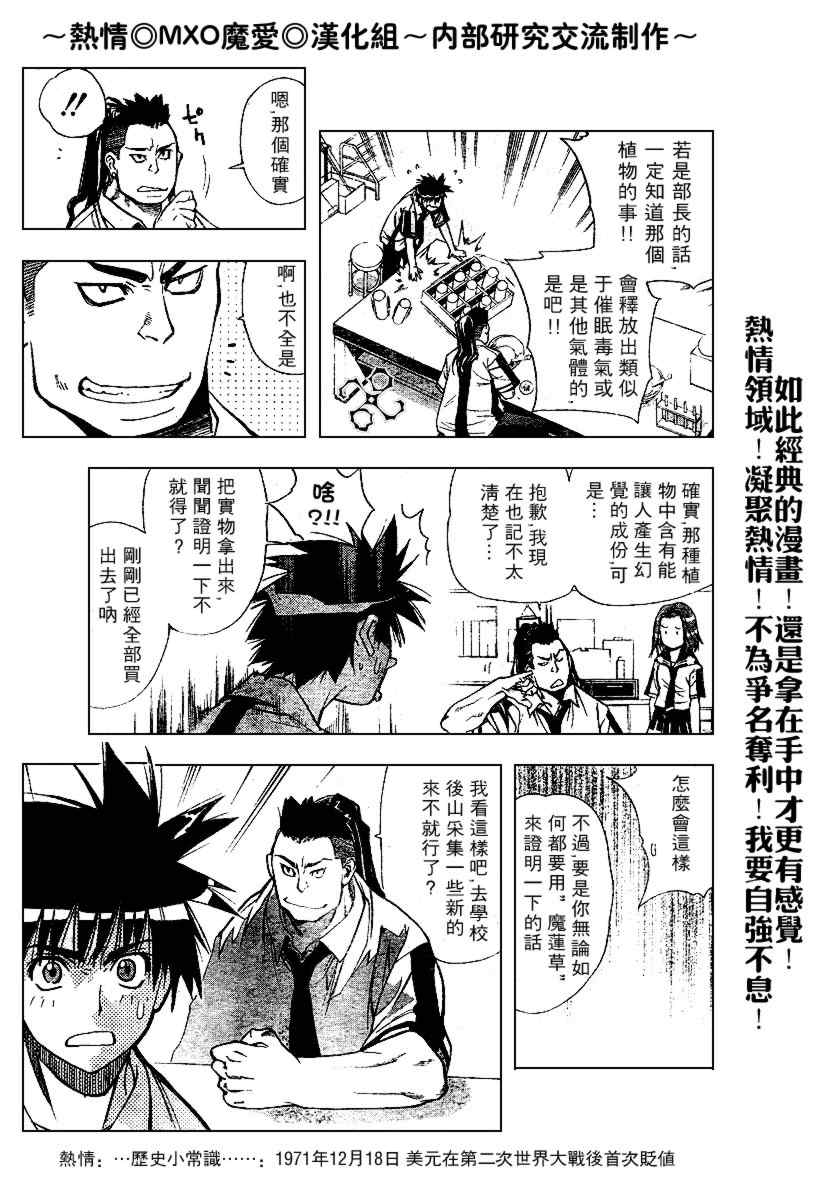 ～熱情◎MXO魔愛◎漢化組～内部研究交流制作～
若是部長的話,
一定知道那個
植物的事!!
會釋放出類似
于催眠毒氣或
是其他氣體的,
是吧!!
嗯,那個確實
!!
ピク
啊,也不全是
確實,那種植
物中含有能
讓人產生幻
覺的成份,可
是…
抱歉,我現
在也記不太
清楚了…
啥
?!!
把實物拿出來,
聞聞證明一下不
就得了?
剛剛已經全部買
出去了吶
怎麼會這樣
不過,要是你無論如
何都要用"魔蓮草"
來證明一下的話
我看這樣吧,去學校
後山采集一些新的
來不就行了?
如此經典的漫畫！還是拿在手中才更有感覺！
熱情領域！凝聚熱情！不為爭名奪利！我要自強不息！
熱情：…歷史小常識……：1971年12月18日 美元在第二次世界大戰後首次貶值